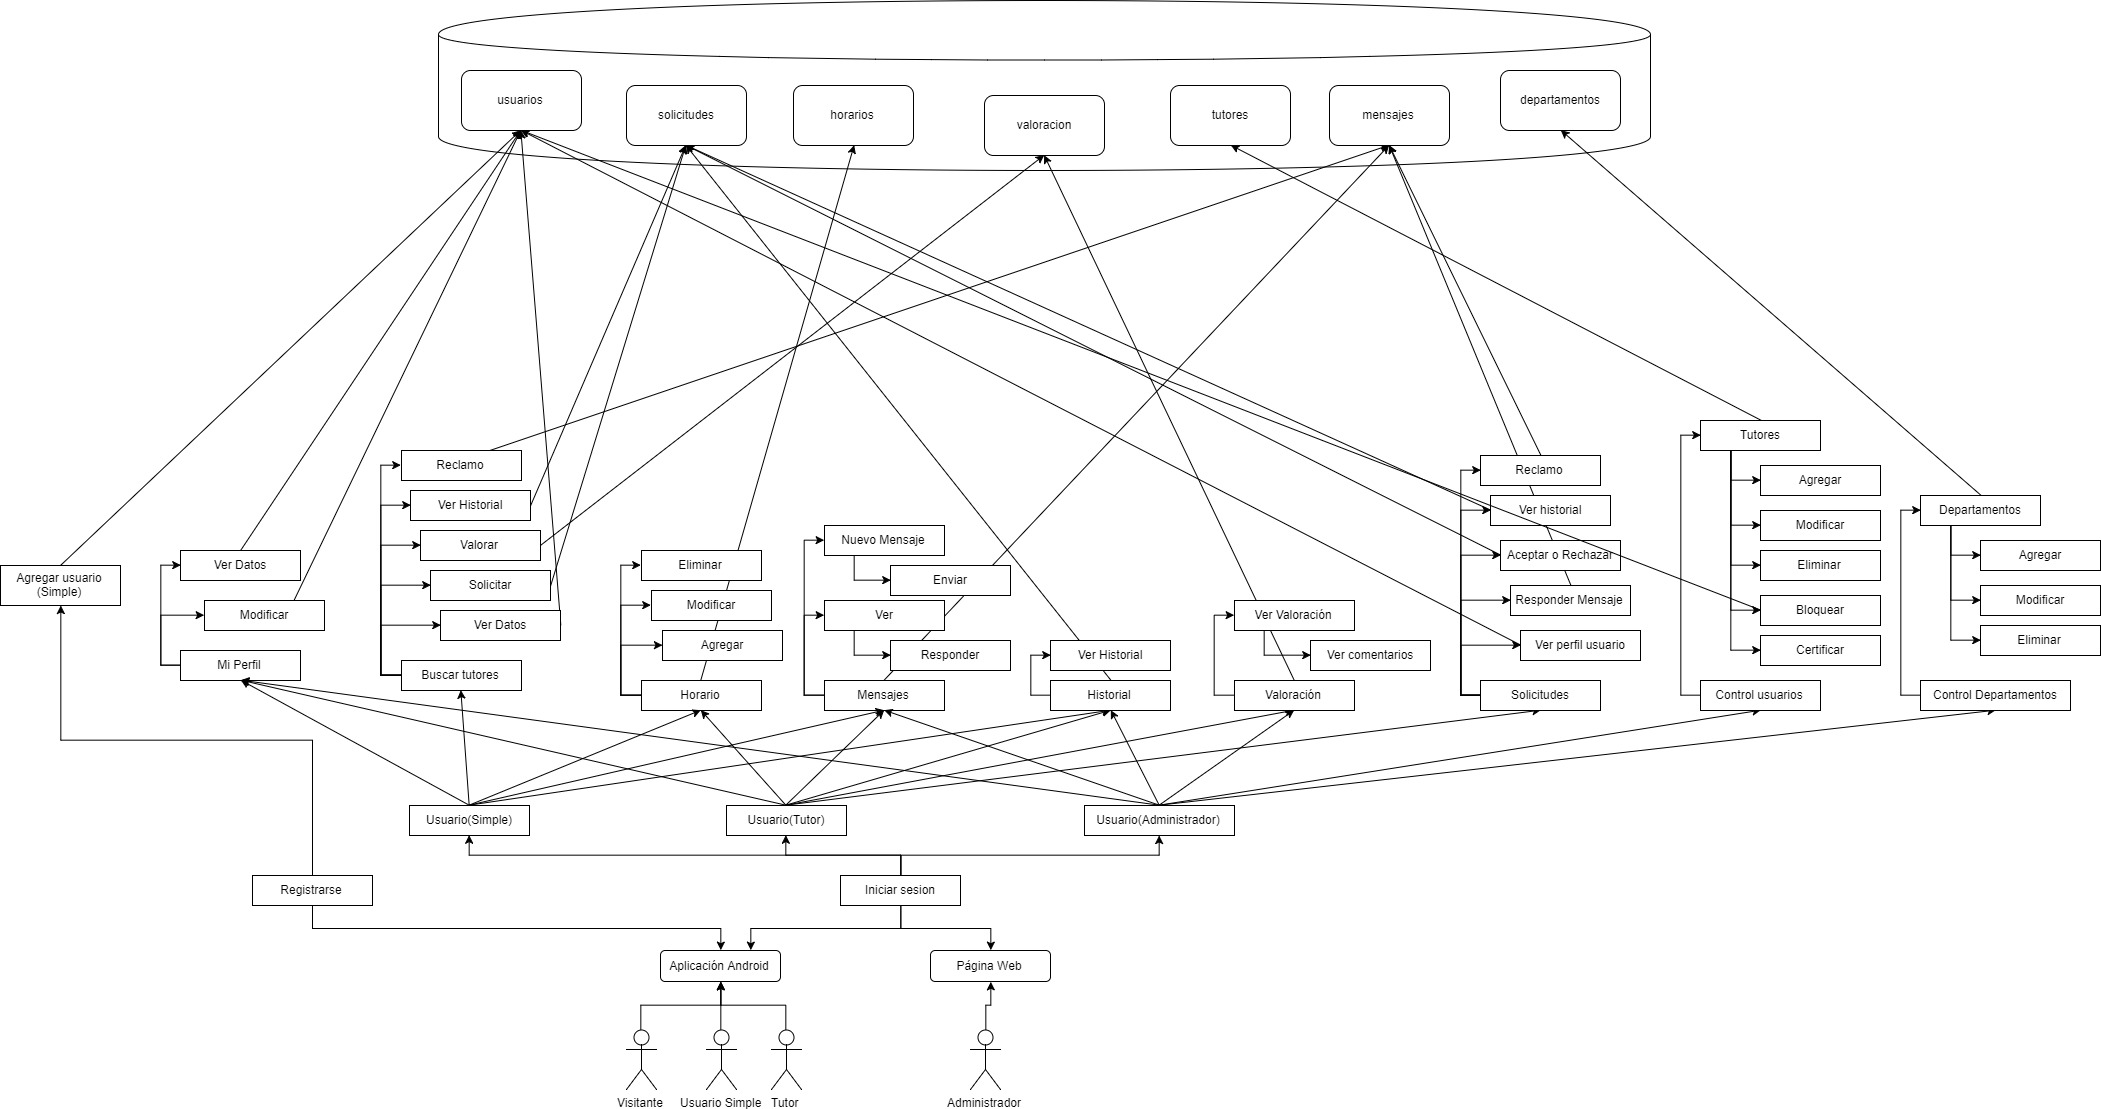 usuarios
solicitudes
horarios
valoracion
tutores
mensajes
departamentos
Agregar usuario
(Simple)
Ver Datos
Modificar
Mi Perfil
Reclamo
Ver Historial
Valorar
Solicitar
Ver Datos
Buscar tutores
Eliminar
Modificar
Agregar
Horario
Nuevo Mensaje
Enviar
Ver
Responder
Mensajes
Ver Historial
Historial
Ver Valoración
Ver comentarios
Valoración
Reclamo
Ver historial
Aceptar o Rechazar
Responder Mensaje
Ver perfil usuario
Solicitudes
Tutores
Agregar
Modificar
Eliminar
Bloquear
Certificar
Control usuarios
Departamentos
Agregar
Modificar
Eliminar
Control Departamentos
Usuario(Simple)
Usuario(Tutor)
Usuario(Administrador)
Registrarse
Iniciar sesion
Aplicación Android
Página Web
Visitante
Usuario Simple
Tutor
Administrador